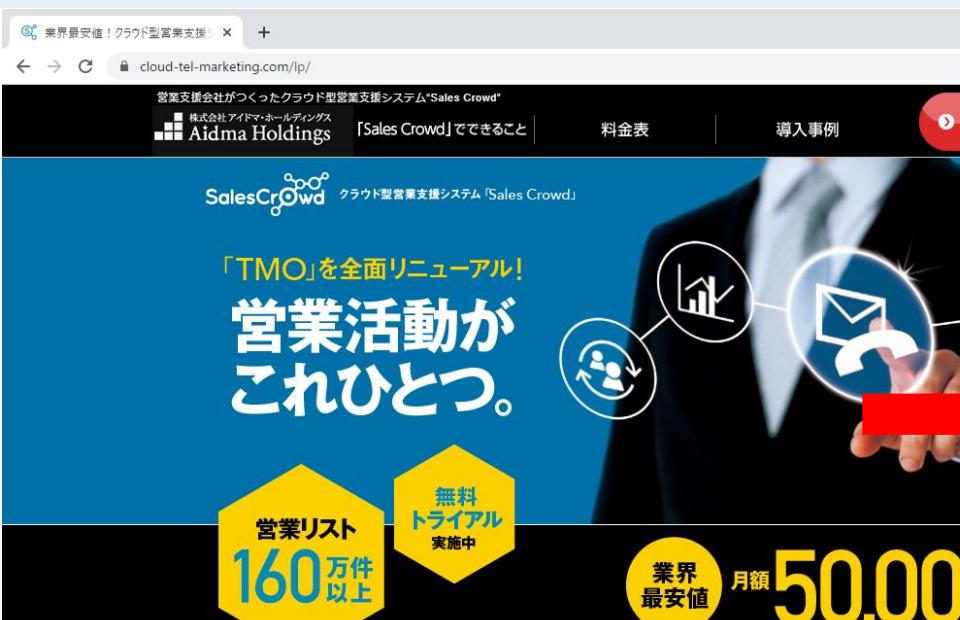 業界最安値！クラウド型営業支援
cloud-tel-marketing.com/lp/
営業支援会社がつくったクラウド型営業支援システム"Sales Crowd"
株式会社 アイドマ・ホールディングス
Aidma Holdings
「Sales Crowd」でできること
料金表
導入事例
SalesCrowd
クラウド型営業支援システム「Sales Crowd」
「TMO」を全面リニューアル！
営業活動が
これひとつ。
無料
トライアル
実施中
営業リスト
160万件
以上
業界
最安値
月額50,00